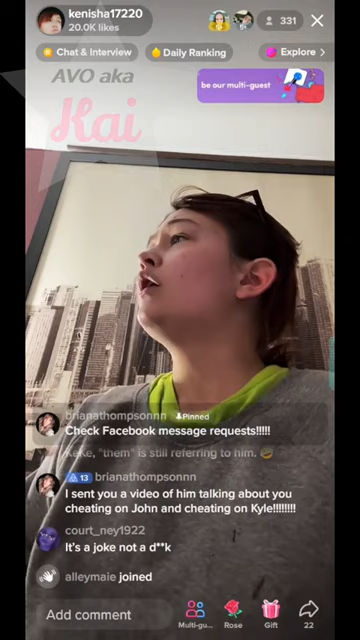 kenisha17220
20.0K likes
331
Chat & Interview
Daily Ranking
Explore >
AVO aka
Kai
be our multi-guest
brianathompsonnn Pinned
Check Facebook message requests!!!!!
KeKe, "them" is still referring to him.
13 brianathompsonnn
I sent you a video of him talking about you
cheating on John and cheating on Kyle!!!!!!!!
court_ney1922
It's a joke not a d**k
alleymaie joined
Add comment
Multi-gu...
Rose
Gift
22